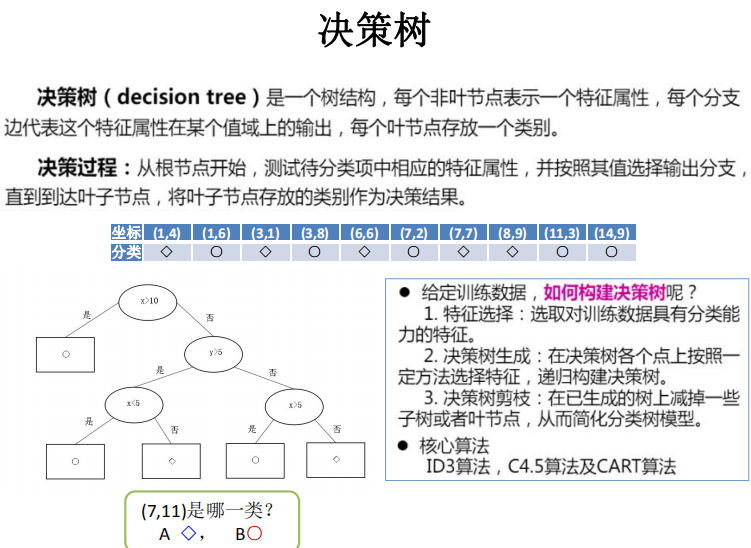 决策树
决策树（decision tree）是一个树结构，每个非叶节点表示一个特征属性，每个分支
边代表这个特征属性在某个值域上的输出，每个叶节点存放一个类别。
决策过程：从根节点开始，测试待分类项中相应的特征属性，并按照其值选择输出分支，
直到到达叶子节点，将叶子节点存放的类别作为决策结果。
坐标 (1,4) (1,6) (3,1) (3,8) (6,6) (7,2) (7,7) (8,9) (11,3) (14,9)
分类 ◇ ○ ◇ ○ ◇ ○ ◇ ◇ ○ ○
x>10
是 否
○
y>5
是 否
x<5 x>5
是 否 是 否
○ ◇ ○ ◇
● 给定训练数据，如何构建决策树呢？
1. 特征选择：选取对训练数据具有分类能
力的特征。
2. 决策树生成：在决策树各个点上按照一
定方法选择特征，递归构建决策树。
3. 决策树剪枝：在已生成的树上减掉一些
子树或者叶节点，从而简化分类树模型。
● 核心算法
ID3算法，C4.5算法及CART算法
(7,11)是哪一类？
A ◇， B○